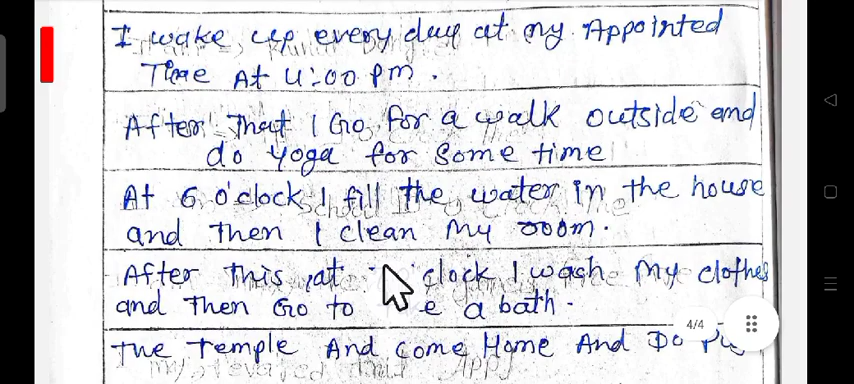 I wake up every day at my Appointed
Time At 4:00 pm.
After That I Go for a walk outside and
do yoga for some time
At 6 o'clock I fill the water in the house
and then I clean my room.
After this, at clock I wash my clothes
and then Go to a bath.
The Temple And come Home And Do
4/4